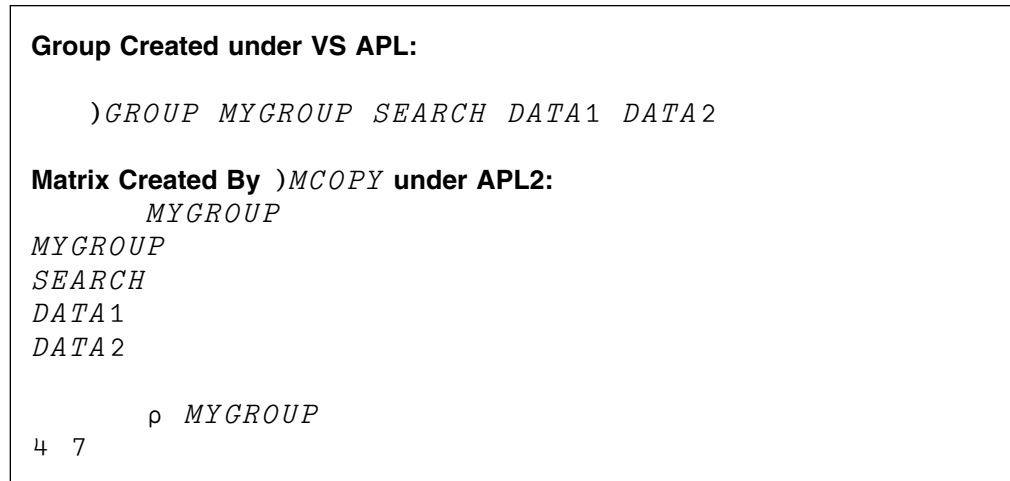 Group Created under VS APL:
)GROUP MYGROUP SEARCH DATA1 DATA2
Matrix Created By )MCOPY under APL2:
MYGROUP
MYGROUP
SEARCH
DATA1
DATA2
⍴ MYGROUP
4 7